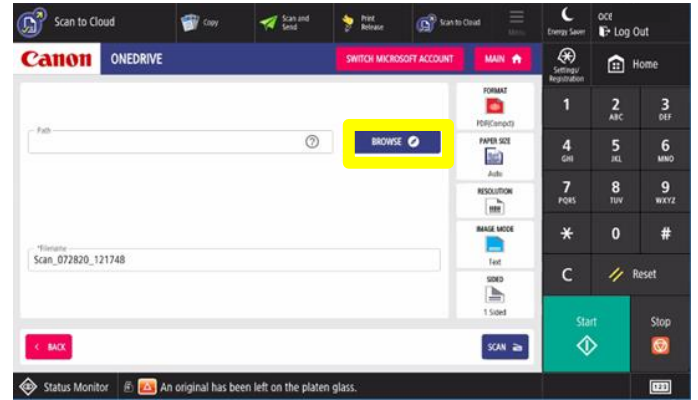 Scan to Cloud
Copy
Scan and Send
Print Release
Scan to Cloud
Menu
Energy Saver
oce
Log Out
Canon
ONEDRIVE
SWITCH MICROSOFT ACCOUNT
MAIN
Settings/ Registration
Home
Path
BROWSE
FORMAT
PDF(Compct)
PAPER SIZE
Auto
RESOLUTION
IMAGE MODE
Text
SIDED
1 Sided
*Filename
Scan_072820_121748
BACK
SCAN
1
2 ABC
3 DEF
4 GHI
5 JKL
6 MNO
7 PQRS
8 TUV
9 WXYZ
*
0
#
C
Reset
Start
Stop
Status Monitor
An original has been left on the platen glass.
123